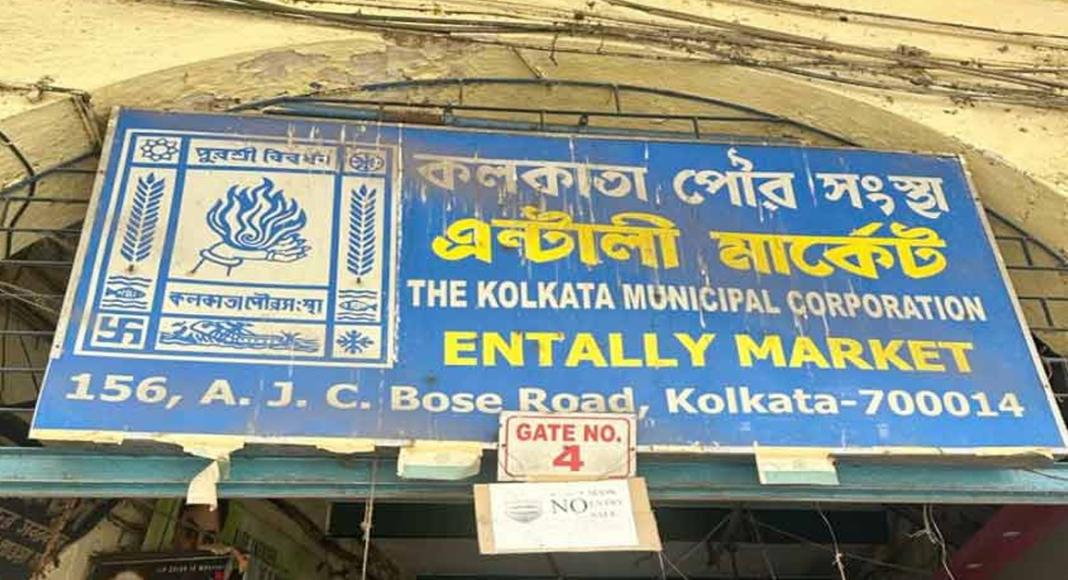 পুরশ্রী বিবর্ধন
কলকাতা পৌরসংস্থা
কলকাতা পৌর সংস্থা
এন্টালী মার্কেট
THE KOLKATA MUNICIPAL CORPORATION
ENTALLY MARKET
156, A. J. C. Bose Road, Kolkata-700014
GATE NO.
4
NO